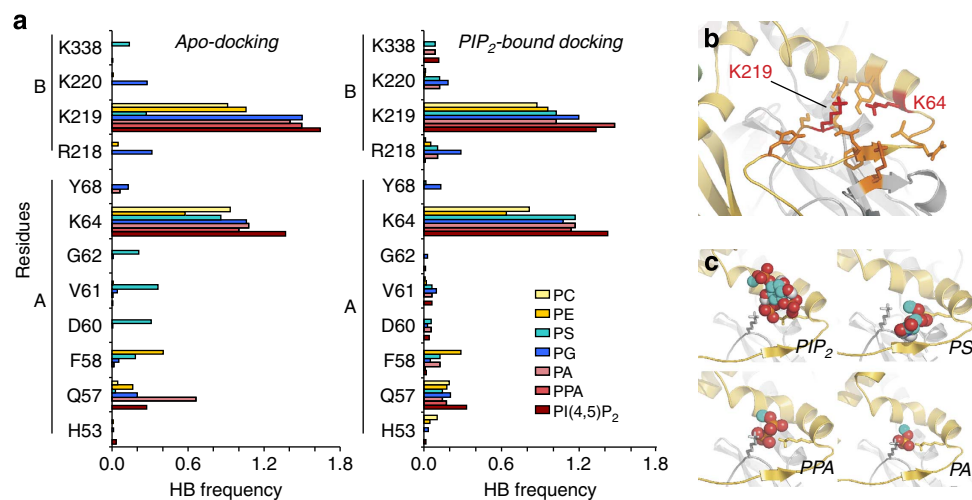 a
Apo-docking
Residues
B
A
K338
K220
K219
R218
Y68
K64
G62
V61
D60
F58
Q57
H53
0.0 0.6 1.2 1.8
HB frequency
PIP2-bound docking
B
A
K338
K220
K219
R218
Y68
K64
G62
V61
D60
F58
Q57
H53
PC
PE
PS
PG
PA
PPA
PI(4,5)P2
0.0 0.6 1.2 1.8
HB frequency
b
K219
K64
c
PIP2
PS
PPA
PA